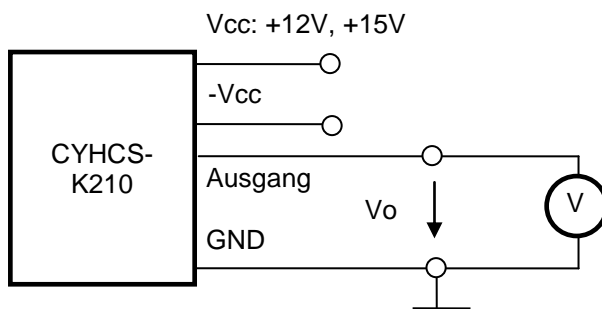 Vcc: +12V, +15V
-Vcc
CYHCS-
K210
Ausgang
Vo
V
GND